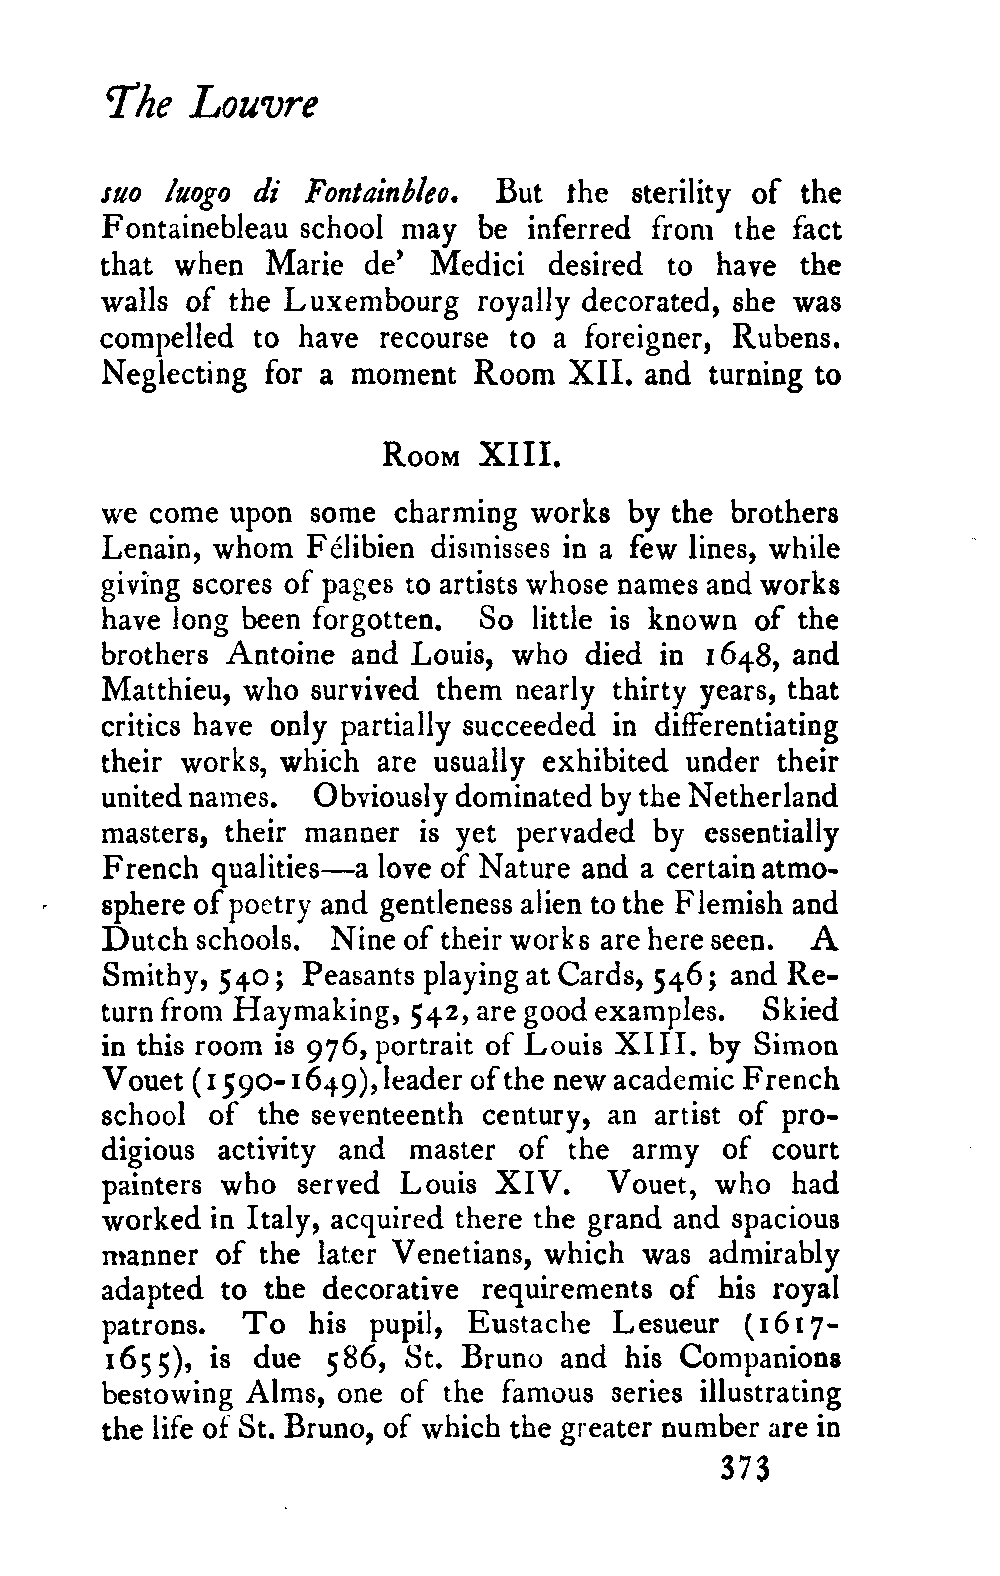 The Louvre
suo luogo di Fontainbleo. But the sterility of the
Fontainebleau school may be inferred from the fact
that when Marie de' Medici desired to have the
walls of the Luxembourg royally decorated, she was
compelled to have recourse to a foreigner, Rubens.
Neglecting for a moment Room XII. and turning to
Room XIII.
we come upon some charming works by the brothers
Lenain, whom Félibien dismisses in a few lines, while
giving scores of pages to artists whose names and works
have long been forgotten. So little is known of the
brothers Antoine and Louis, who died in 1648, and
Matthieu, who survived them nearly thirty years, that
critics have only partially succeeded in differentiating
their works, which are usually exhibited under their
united names. Obviously dominated by the Netherland
masters, their manner is yet pervaded by essentially
French qualities—a love of Nature and a certain atmo-
sphere of poetry and gentleness alien to the Flemish and
Dutch schools. Nine of their works are here seen. A
Smithy, 540; Peasants playing at Cards, 546; and Re-
turn from Haymaking, 542, are good examples. Skied
in this room is 976, portrait of Louis XIII. by Simon
Vouet (1590-1649), leader of the new academic French
school of the seventeenth century, an artist of pro-
digious activity and master of the army of court
painters who served Louis XIV. Vouet, who had
worked in Italy, acquired there the grand and spacious
manner of the later Venetians, which was admirably
adapted to the decorative requirements of his royal
patrons. To his pupil, Eustache Lesueur (1617-
1655), is due 586, St. Bruno and his Companions
bestowing Alms, one of the famous series illustrating
the life of St. Bruno, of which the greater number are in
373